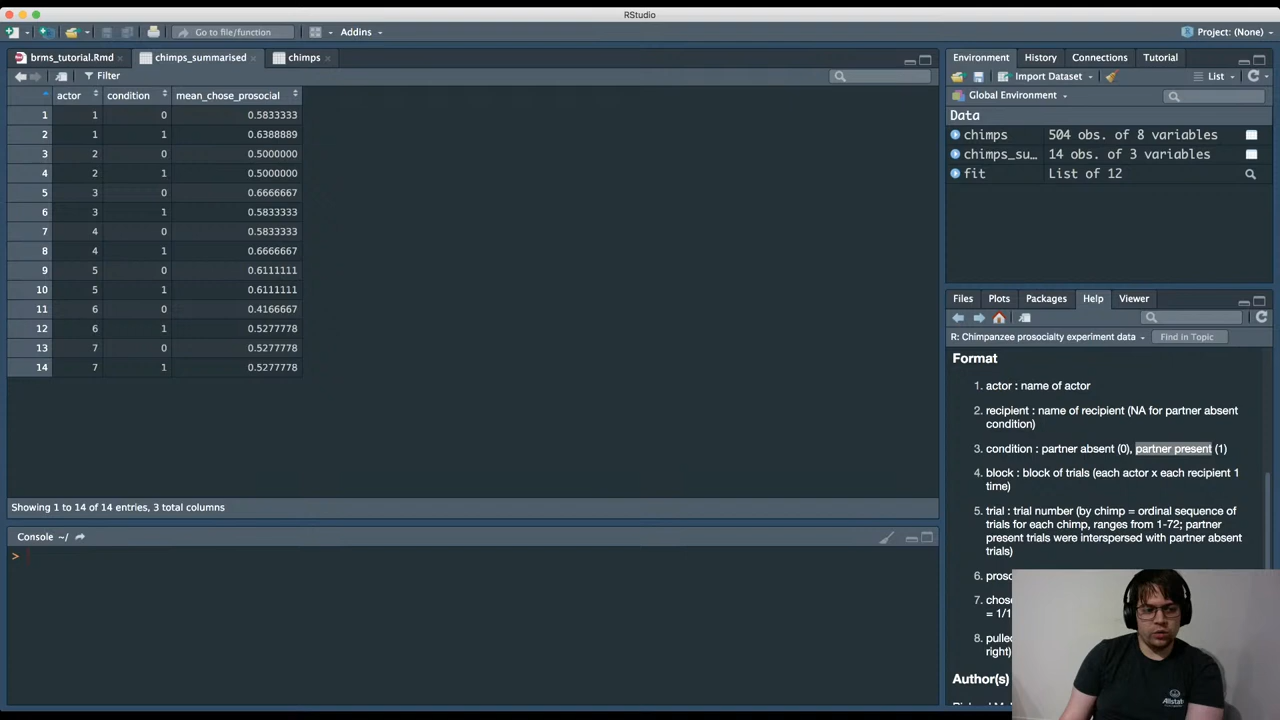 RStudio
Go to file/function
Addins
Project: (None)
brms_tutorial.Rmd
chimps_summarised
chimps
Filter
actor condition mean_chose_prosocial
1 1 0 0.5833333
2 1 1 0.6388889
3 2 0 0.5000000
4 2 1 0.5000000
5 3 0 0.6666667
6 3 1 0.5833333
7 4 0 0.5833333
8 4 1 0.6666667
9 5 0 0.6111111
10 5 1 0.6111111
11 6 0 0.4166667
12 6 1 0.5277778
13 7 0 0.5277778
14 7 1 0.5277778
Showing 1 to 14 of 14 entries, 3 total columns
Console ~/
>
Environment History Connections Tutorial
Import Dataset
List
Global Environment
Data
chimps 504 obs. of 8 variables
chimps_su... 14 obs. of 3 variables
fit List of 12
Files Plots Packages Help Viewer
R: Chimpanzee prosocialty experiment data
Find in Topic
Format
1. actor : name of actor
2. recipient : name of recipient (NA for partner absent
condition)
3. condition : partner absent (0), partner present (1)
4. block : block of trials (each actor x each recipient 1
time)
5. trial : trial number (by chimp = ordinal sequence of
trials for each chimp, ranges from 1-72; partner
present trials were interspersed with partner absent
trials)
6.
7.
= 1/1
8.
right)
Author(s)
Allstate